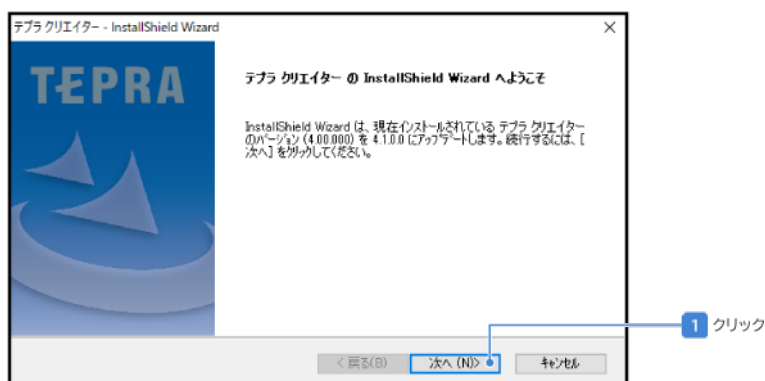 テプラ クリエイター - InstallShield Wizard
TEPRA
テプラ クリエイター の InstallShield Wizard へようこそ
InstallShield Wizard は、現在インストールされている テプラ クリエイター
のバージョン (4.00.000) を 4.1.0.0 にアップデートします。続行するには、[
次へ] をクリックしてください。
< 戻る(B)
次へ (N)>
キャンセル
1 クリック